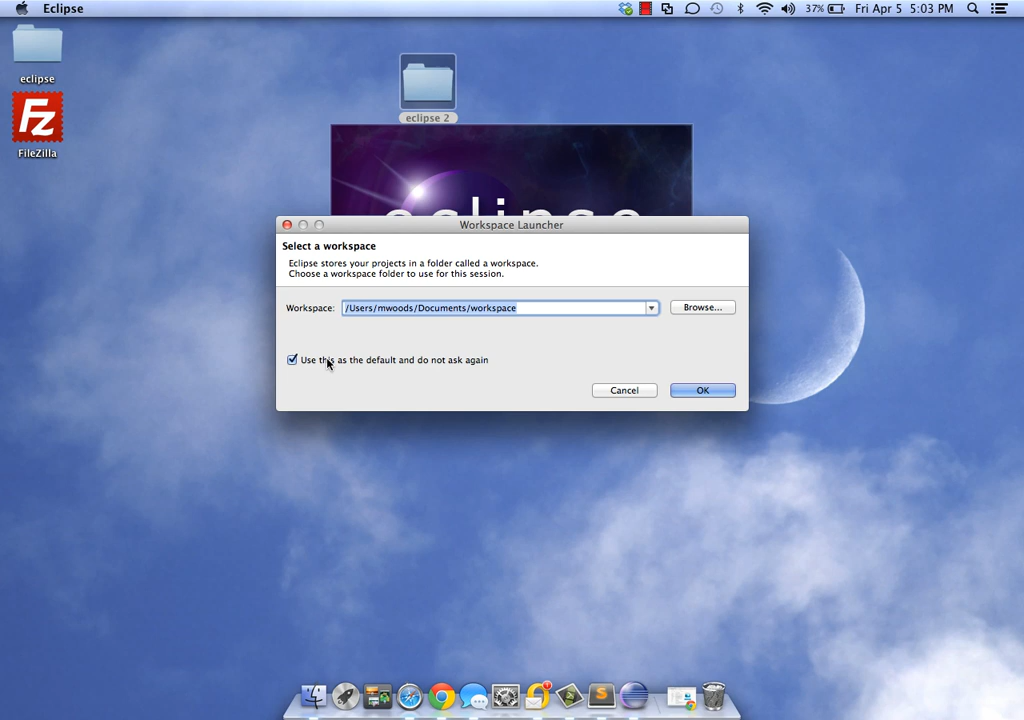 Eclipse
37%
Fri Apr 5 5:03 PM
eclipse
eclipse 2
Fz
FileZilla
eclipse
Workspace Launcher
Select a workspace
Eclipse stores your projects in a folder called a workspace.
Choose a workspace folder to use for this session.
Workspace:
/Users/mwoods/Documents/workspace
Browse...
Use this as the default and do not ask again
Cancel
OK
S